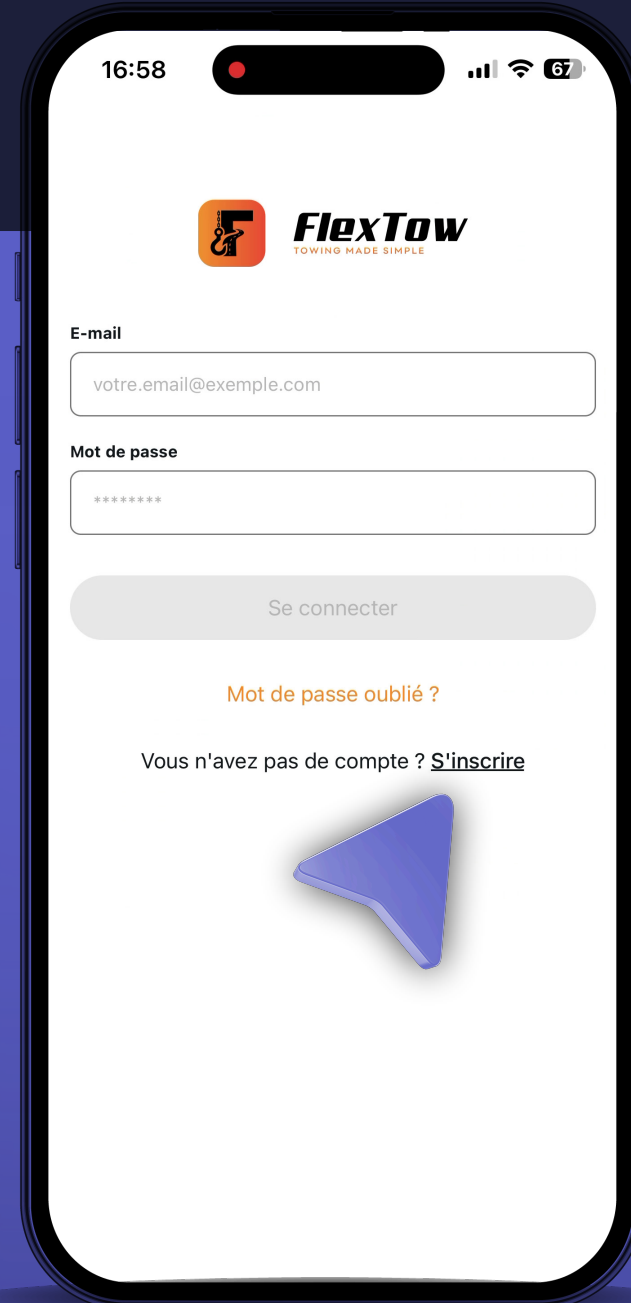 16:58
67
FlexTow
TOWING MADE SIMPLE
E-mail
votre.email@exemple.com
Mot de passe
********
Se connecter
Mot de passe oublié ?
Vous n'avez pas de compte ? S'inscrire